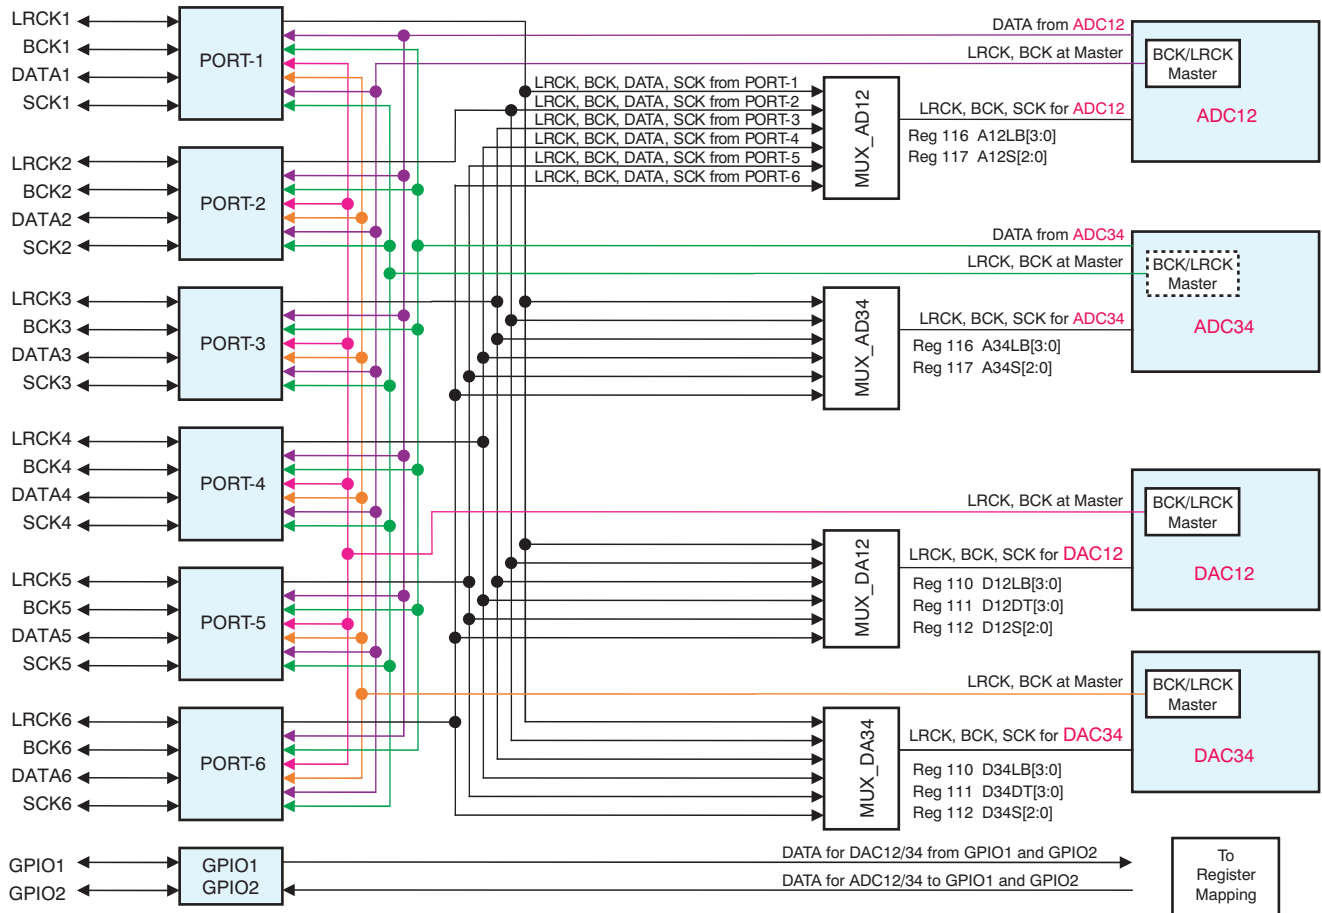 LRCK1
BCK1
DATA1
SCK1
PORT-1
LRCK2
BCK2
DATA2
SCK2
PORT-2
LRCK3
BCK3
DATA3
SCK3
PORT-3
LRCK4
BCK4
DATA4
SCK4
PORT-4
LRCK5
BCK5
DATA5
SCK5
PORT-5
LRCK6
BCK6
DATA6
SCK6
PORT-6
GPIO1
GPIO2
GPIO1
GPIO2
LRCK, BCK, DATA, SCK from PORT-1
LRCK, BCK, DATA, SCK from PORT-2
LRCK, BCK, DATA, SCK from PORT-3
LRCK, BCK, DATA, SCK from PORT-4
LRCK, BCK, DATA, SCK from PORT-5
LRCK, BCK, DATA, SCK from PORT-6
MUX_AD12
DATA from ADC12
LRCK, BCK at Master
LRCK, BCK, SCK for ADC12
Reg 116 A12LB[3:0]
Reg 117 A12S[2:0]
BCK/LRCK
Master
ADC12
MUX_AD34
DATA from ADC34
LRCK, BCK at Master
LRCK, BCK, SCK for ADC34
Reg 116 A34LB[3:0]
Reg 117 A34S[2:0]
BCK/LRCK
Master
ADC34
MUX_DA12
LRCK, BCK at Master
LRCK, BCK, SCK for DAC12
Reg 110 D12LB[3:0]
Reg 111 D12DT[3:0]
Reg 112 D12S[2:0]
BCK/LRCK
Master
DAC12
MUX_DA34
LRCK, BCK at Master
LRCK, BCK, SCK for DAC34
Reg 110 D34LB[3:0]
Reg 111 D34DT[3:0]
Reg 112 D34S[2:0]
BCK/LRCK
Master
DAC34
DATA for DAC12/34 from GPIO1 and GPIO2
DATA for ADC12/34 to GPIO1 and GPIO2
To
Register
Mapping